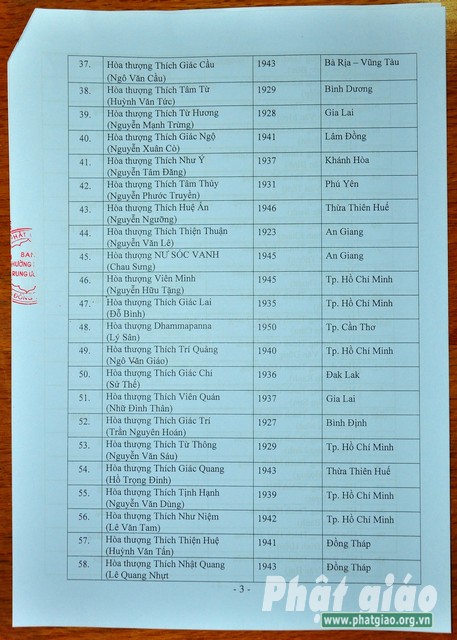 37. Hòa thượng Thích Giác Cầu 1943 Bà Rịa – Vũng Tàu
(Ngô Văn Cầu)
38. Hòa thượng Thích Tâm Từ 1929 Bình Dương
(Huỳnh Văn Tức)
39. Hòa thượng Thích Từ Hương 1928 Gia Lai
(Nguyễn Mạnh Trừng)
40. Hòa thượng Thích Giác Ngộ 1941 Lâm Đồng
(Nguyễn Xuân Cò)
41. Hòa thượng Thích Như Ý 1937 Khánh Hòa
(Nguyễn Tâm Đăng)
42. Hòa thượng Thích Tâm Thủy 1931 Phú Yên
(Nguyễn Phước Truyền)
43. Hòa thượng Thích Huệ Ấn 1946 Thừa Thiên Huế
(Nguyễn Ngưỡng)
44. Hòa thượng Thích Thiện Thuận 1923 An Giang
(Nguyễn Văn Lê)
45. Hòa thượng NƯ SÓC VANH 1945 An Giang
(Chau Sưng)
46. Hòa thượng Viên Minh 1945 Tp. Hồ Chí Minh
(Nguyễn Hữu Tặng)
47. Hòa thượng Thích Giác Lai 1935 Tp. Hồ Chí Minh
(Đỗ Bình)
48. Hòa thượng Dhammapanna 1950 Tp. Cần Thơ
(Lý Sân)
49. Hòa thượng Thích Trí Quảng 1940 Tp. Hồ Chí Minh
(Ngô Văn Giáo)
50. Hòa thượng Thích Giác Chí 1936 Đak Lak
(Sử Thế)
51. Hòa thượng Thích Viên Quán 1937 Gia Lai
(Nhữ Đình Thân)
52. Hòa thượng Thích Giác Trí 1927 Bình Định
(Trần Nguyên Hoán)
53. Hòa thượng Thích Từ Thông 1929 Tp. Hồ Chí Minh
(Nguyễn Văn Sáu)
54. Hòa thượng Thích Giác Quang 1943 Thừa Thiên Huế
(Hồ Trọng Đinh)
55. Hòa thượng Thích Tịnh Hạnh 1939 Tp. Hồ Chí Minh
(Nguyễn Văn Dùng)
56. Hòa thượng Thích Như Niệm 1942 Tp. Hồ Chí Minh
(Lê Văn Tam)
57. Hòa thượng Thích Thiện Huệ 1941 Đồng Tháp
(Huỳnh Văn Tấn)
58. Hòa thượng Thích Nhật Quang 1943 Đồng Tháp
(Lê Quang Nhựt
- 3 -
Phật giáo
www.phatgiao.org.vn